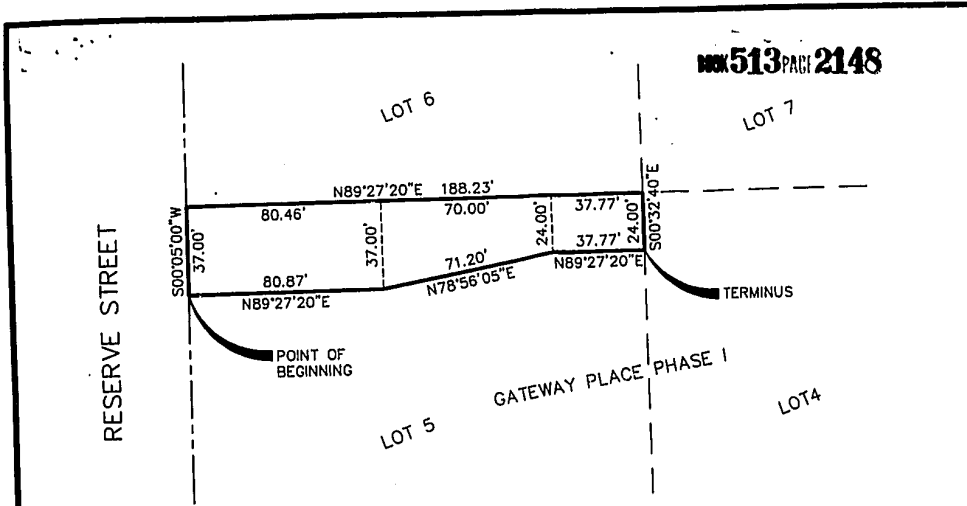 BOOK 513 PAGE 2148
LOT 6
LOT 7
N89°27'20"E 188.23'
80.46'
70.00'
37.77'
S00°05'00"W
37.00'
37.00'
24.00'
24.00'
S00°32'40"E
80.87'
N89°27'20"E
71.20'
N78°56'05"E
37.77'
N89°27'20"E
TERMINUS
POINT OF
BEGINNING
RESERVE STREET
GATEWAY PLACE PHASE I
LOT 5
LOT4